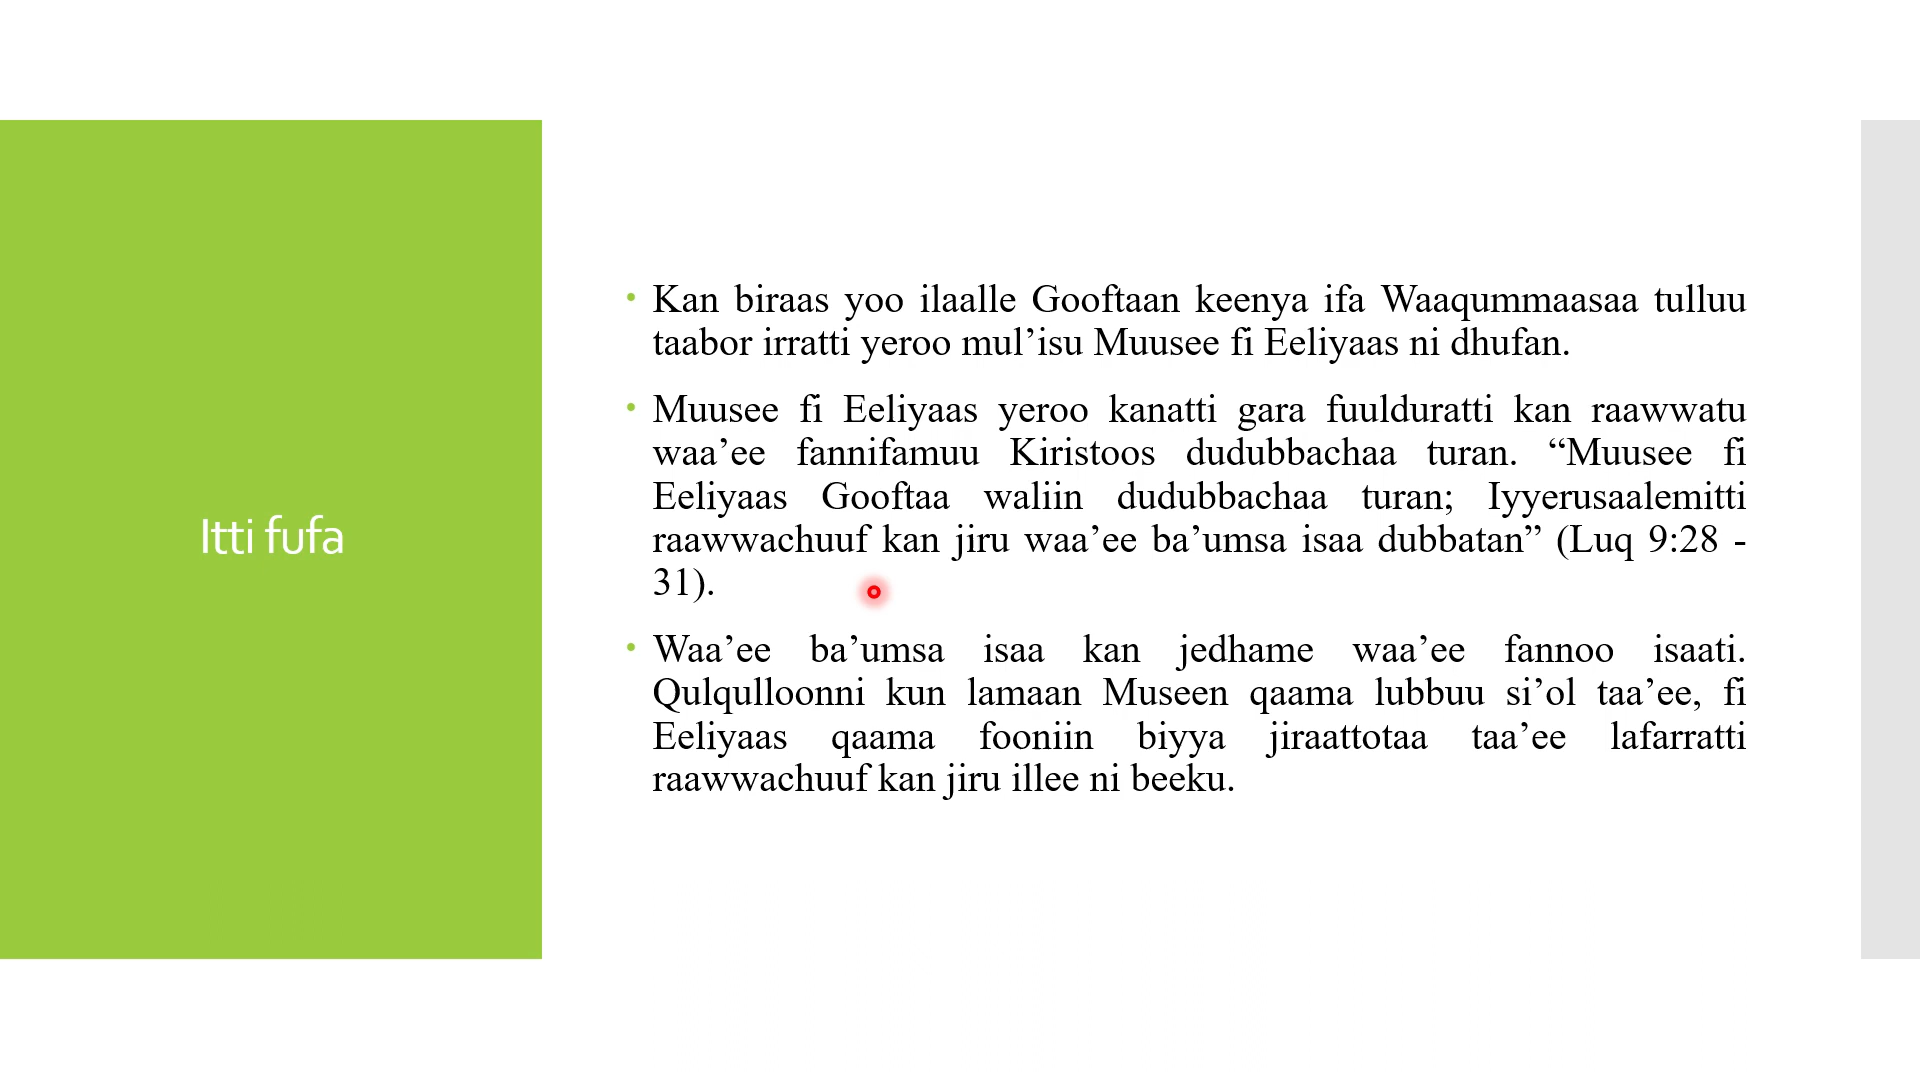 Itti fufa
• Kan biraas yoo ilaalle Gooftaan keenya ifa Waaqummaasaa tulluu
taabor irratti yeroo mul’isu Muusee fi Eeliyaas ni dhufan.
• Muusee fi Eeliyaas yeroo kanatti gara fuulduratti kan raawwatu
waa’ee fannifamuu Kiristoos dudubbachaa turan. “Muusee fi
Eeliyaas Gooftaa waliin dudubbachaa turan; Iyyerusaalemitti
raawwachuuf kan jiru waa’ee ba’umsa isaa dubbatan” (Luq 9:28 -
31).
• Waa’ee ba’umsa isaa kan jedhame waa’ee fannoo isaati.
Qulqulloonni kun lamaan Museen qaama lubbuu si’ol taa’ee, fi
Eeliyaas qaama fooniin biyya jiraattotaa taa’ee lafarratti
raawwachuuf kan jiru illee ni beeku.